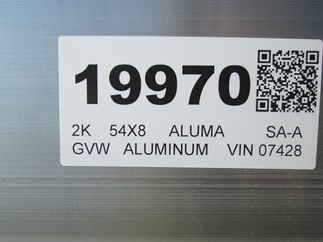 19970
2K 54X8 ALUMA SA-A
GVW ALUMINUM VIN 07428